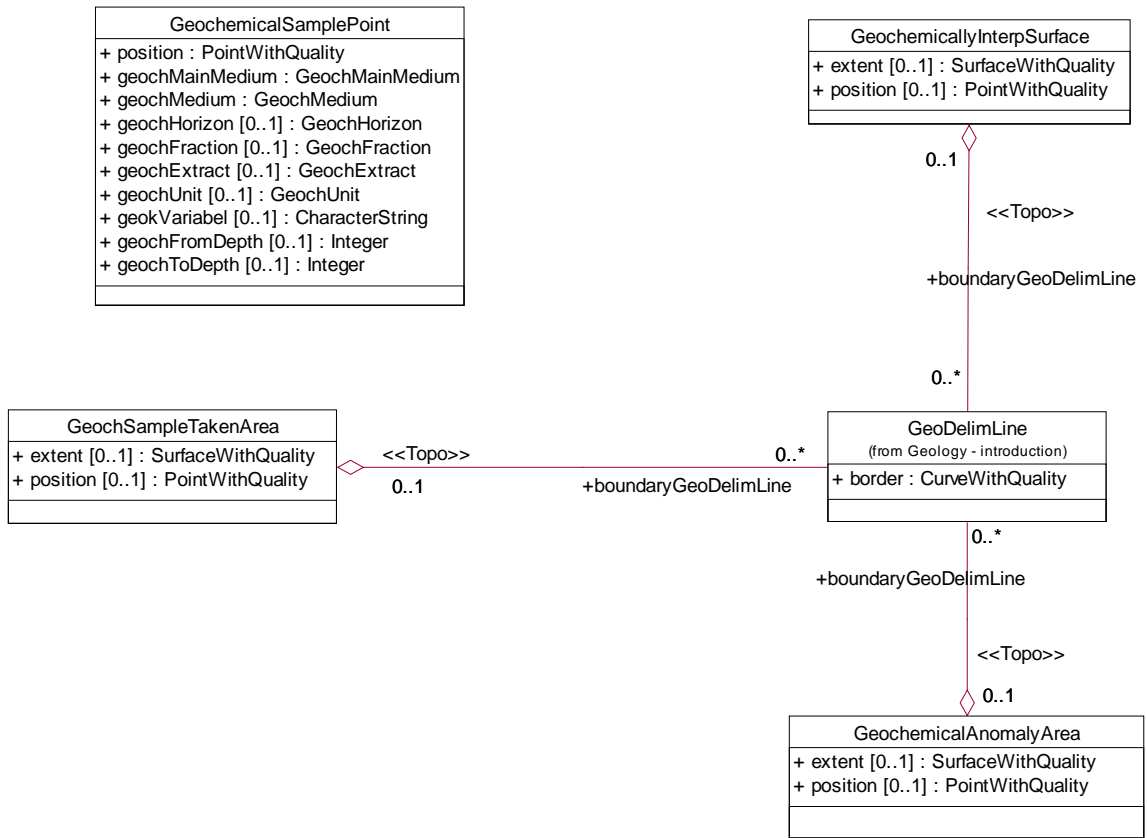 GeochemicalSamplePoint
+ position : PointWithQuality
+ geochMainMedium : GeochMainMedium
+ geochMedium : GeochMedium
+ geochHorizon [0..1] : GeochHorizon
+ geochFraction [0..1] : GeochFraction
+ geochExtract [0..1] : GeochExtract
+ geochUnit [0..1] : GeochUnit
+ geokVariabel [0..1] : CharacterString
+ geochFromDepth [0..1] : Integer
+ geochToDepth [0..1] : Integer
GeochemicallyInterpSurface
+ extent [0..1] : SurfaceWithQuality
+ position [0..1] : PointWithQuality
0..1
<<Topo>>
+boundaryGeoDelimLine
0..*
GeochSampleTakenArea
+ extent [0..1] : SurfaceWithQuality
+ position [0..1] : PointWithQuality
<<Topo>>
0..1
0..*
+boundaryGeoDelimLine
GeoDelimLine
(from Geology - introduction)
+ border : CurveWithQuality
0..*
+boundaryGeoDelimLine
<<Topo>>
0..1
GeochemicalAnomalyArea
+ extent [0..1] : SurfaceWithQuality
+ position [0..1] : PointWithQuality